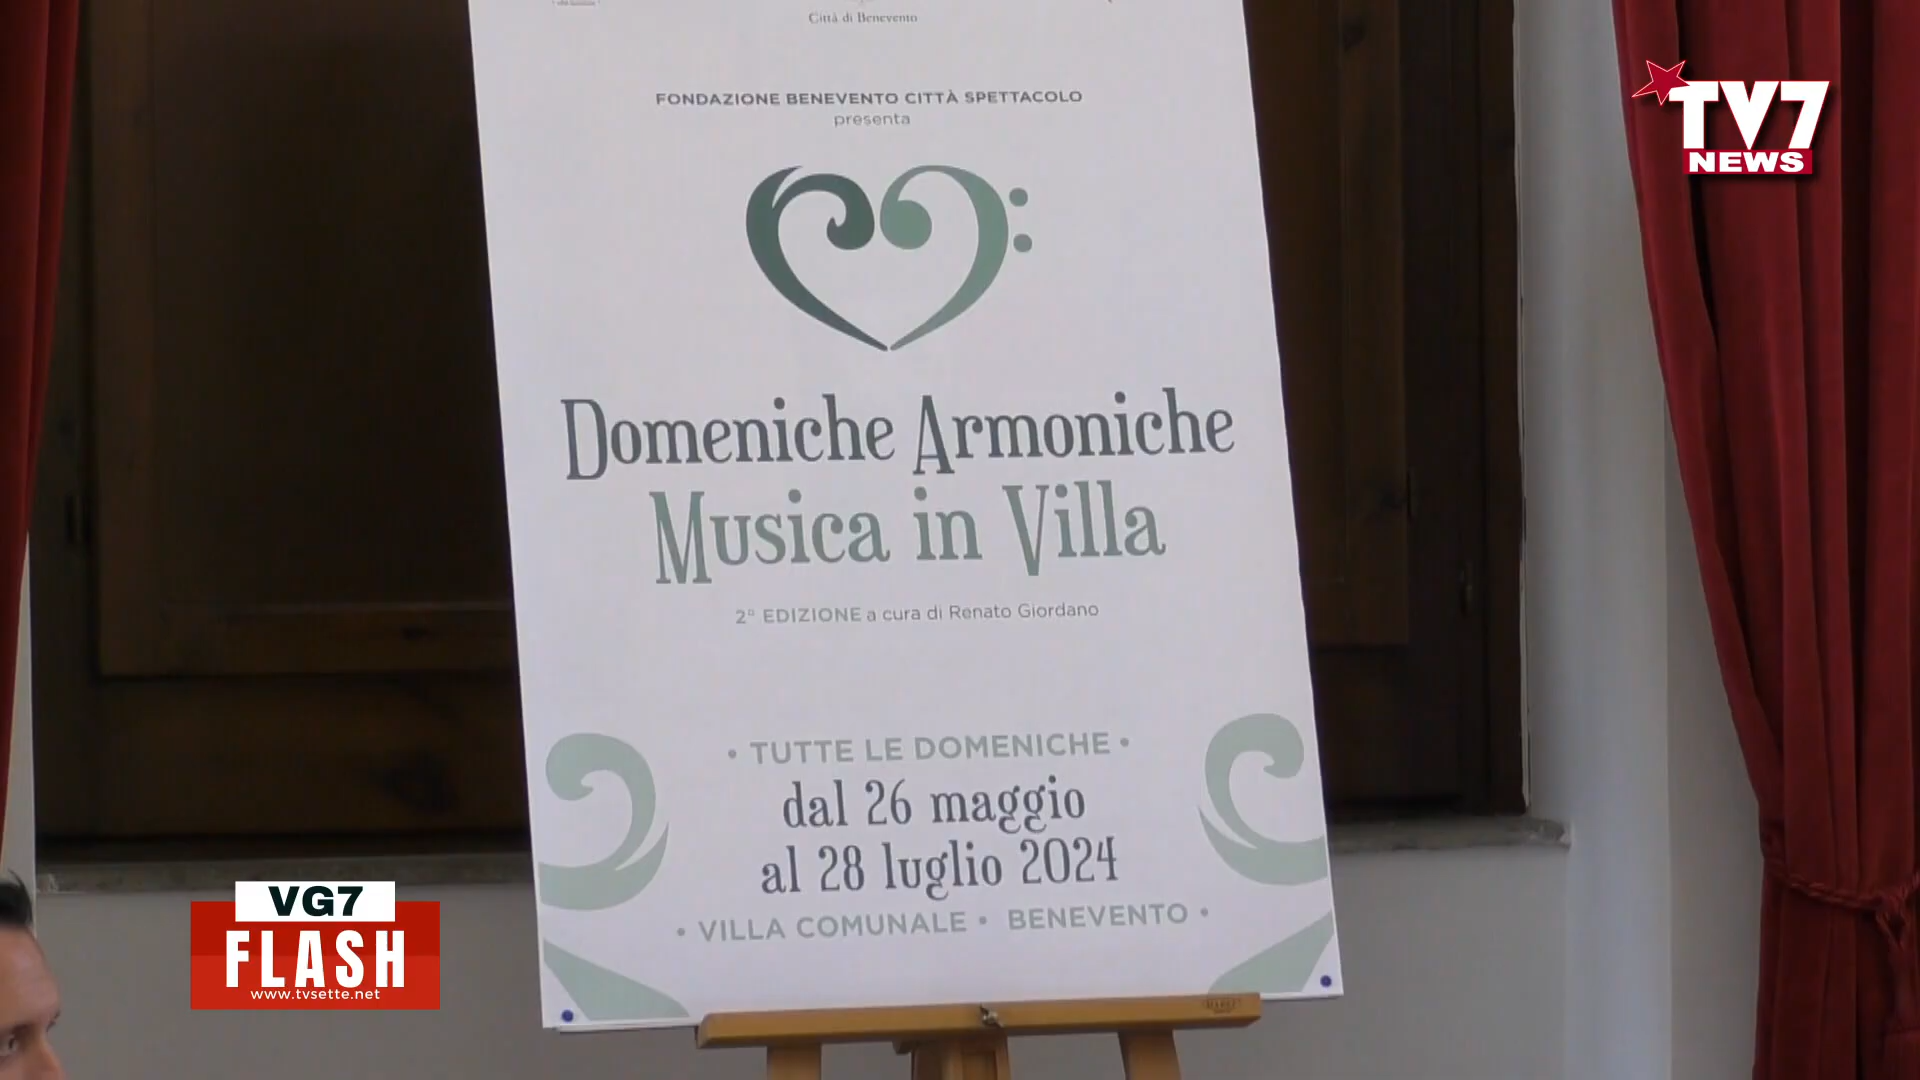 Città di Benevento
FONDAZIONE BENEVENTO CITTÀ SPETTACOLO
presenta
Domeniche Armoniche
Musica in Villa
2ª EDIZIONE a cura di Renato Giordano
• TUTTE LE DOMENICHE •
dal 26 maggio
al 28 luglio 2024
• VILLA COMUNALE • BENEVENTO •
TV7
NEWS
VG7
FLASH
www.tvsette.net